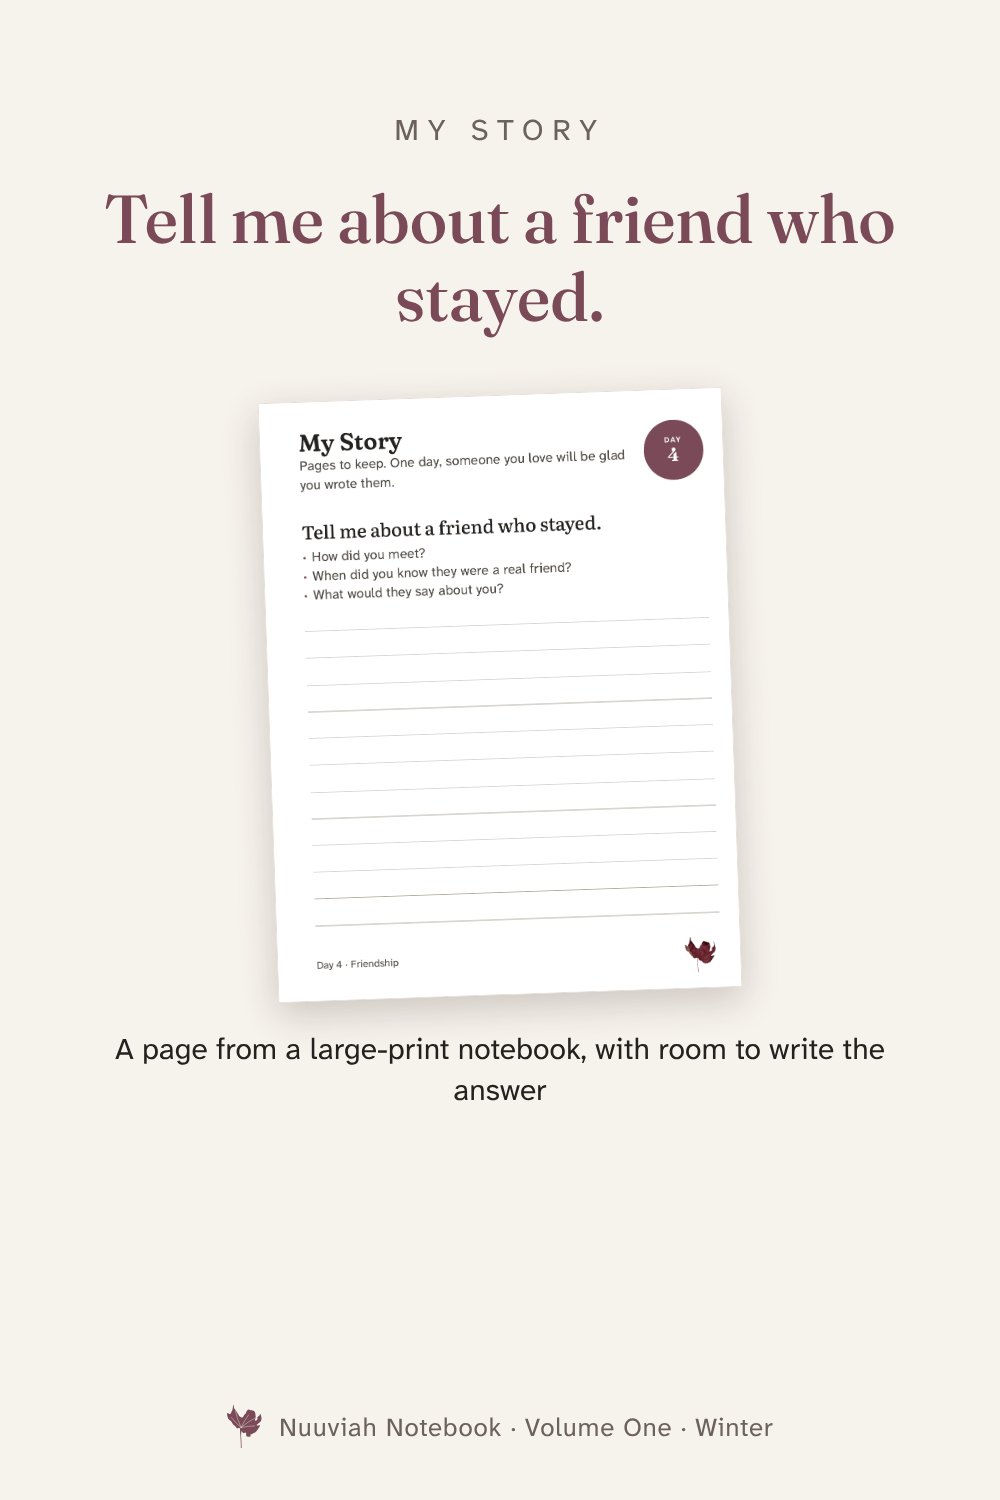 MY STORY
Tell me about a friend who
stayed.
My Story
Pages to keep. One day, someone you love will be glad
you wrote them.
DAY
4
Tell me about a friend who stayed.
• How did you meet?
• When did you know they were a real friend?
• What would they say about you?
Day 4 · Friendship
A page from a large-print notebook, with room to write the
answer
Nuuviah Notebook · Volume One · Winter